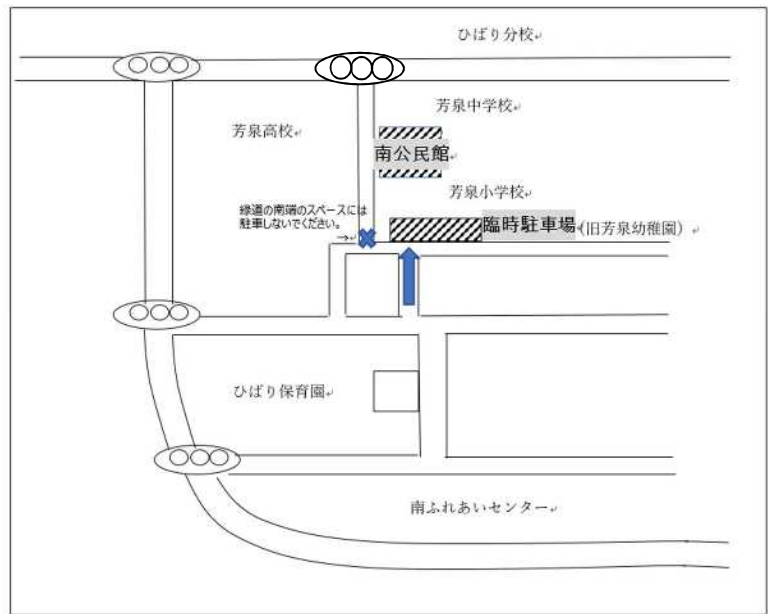 ひばり分校
芳泉中学校
芳泉高校
南公民館
芳泉小学校
緑道の南端のスペースには
駐車しないでください。
→
臨時駐車場(旧芳泉幼稚園)
ひばり保育園
南ふれあいセンター